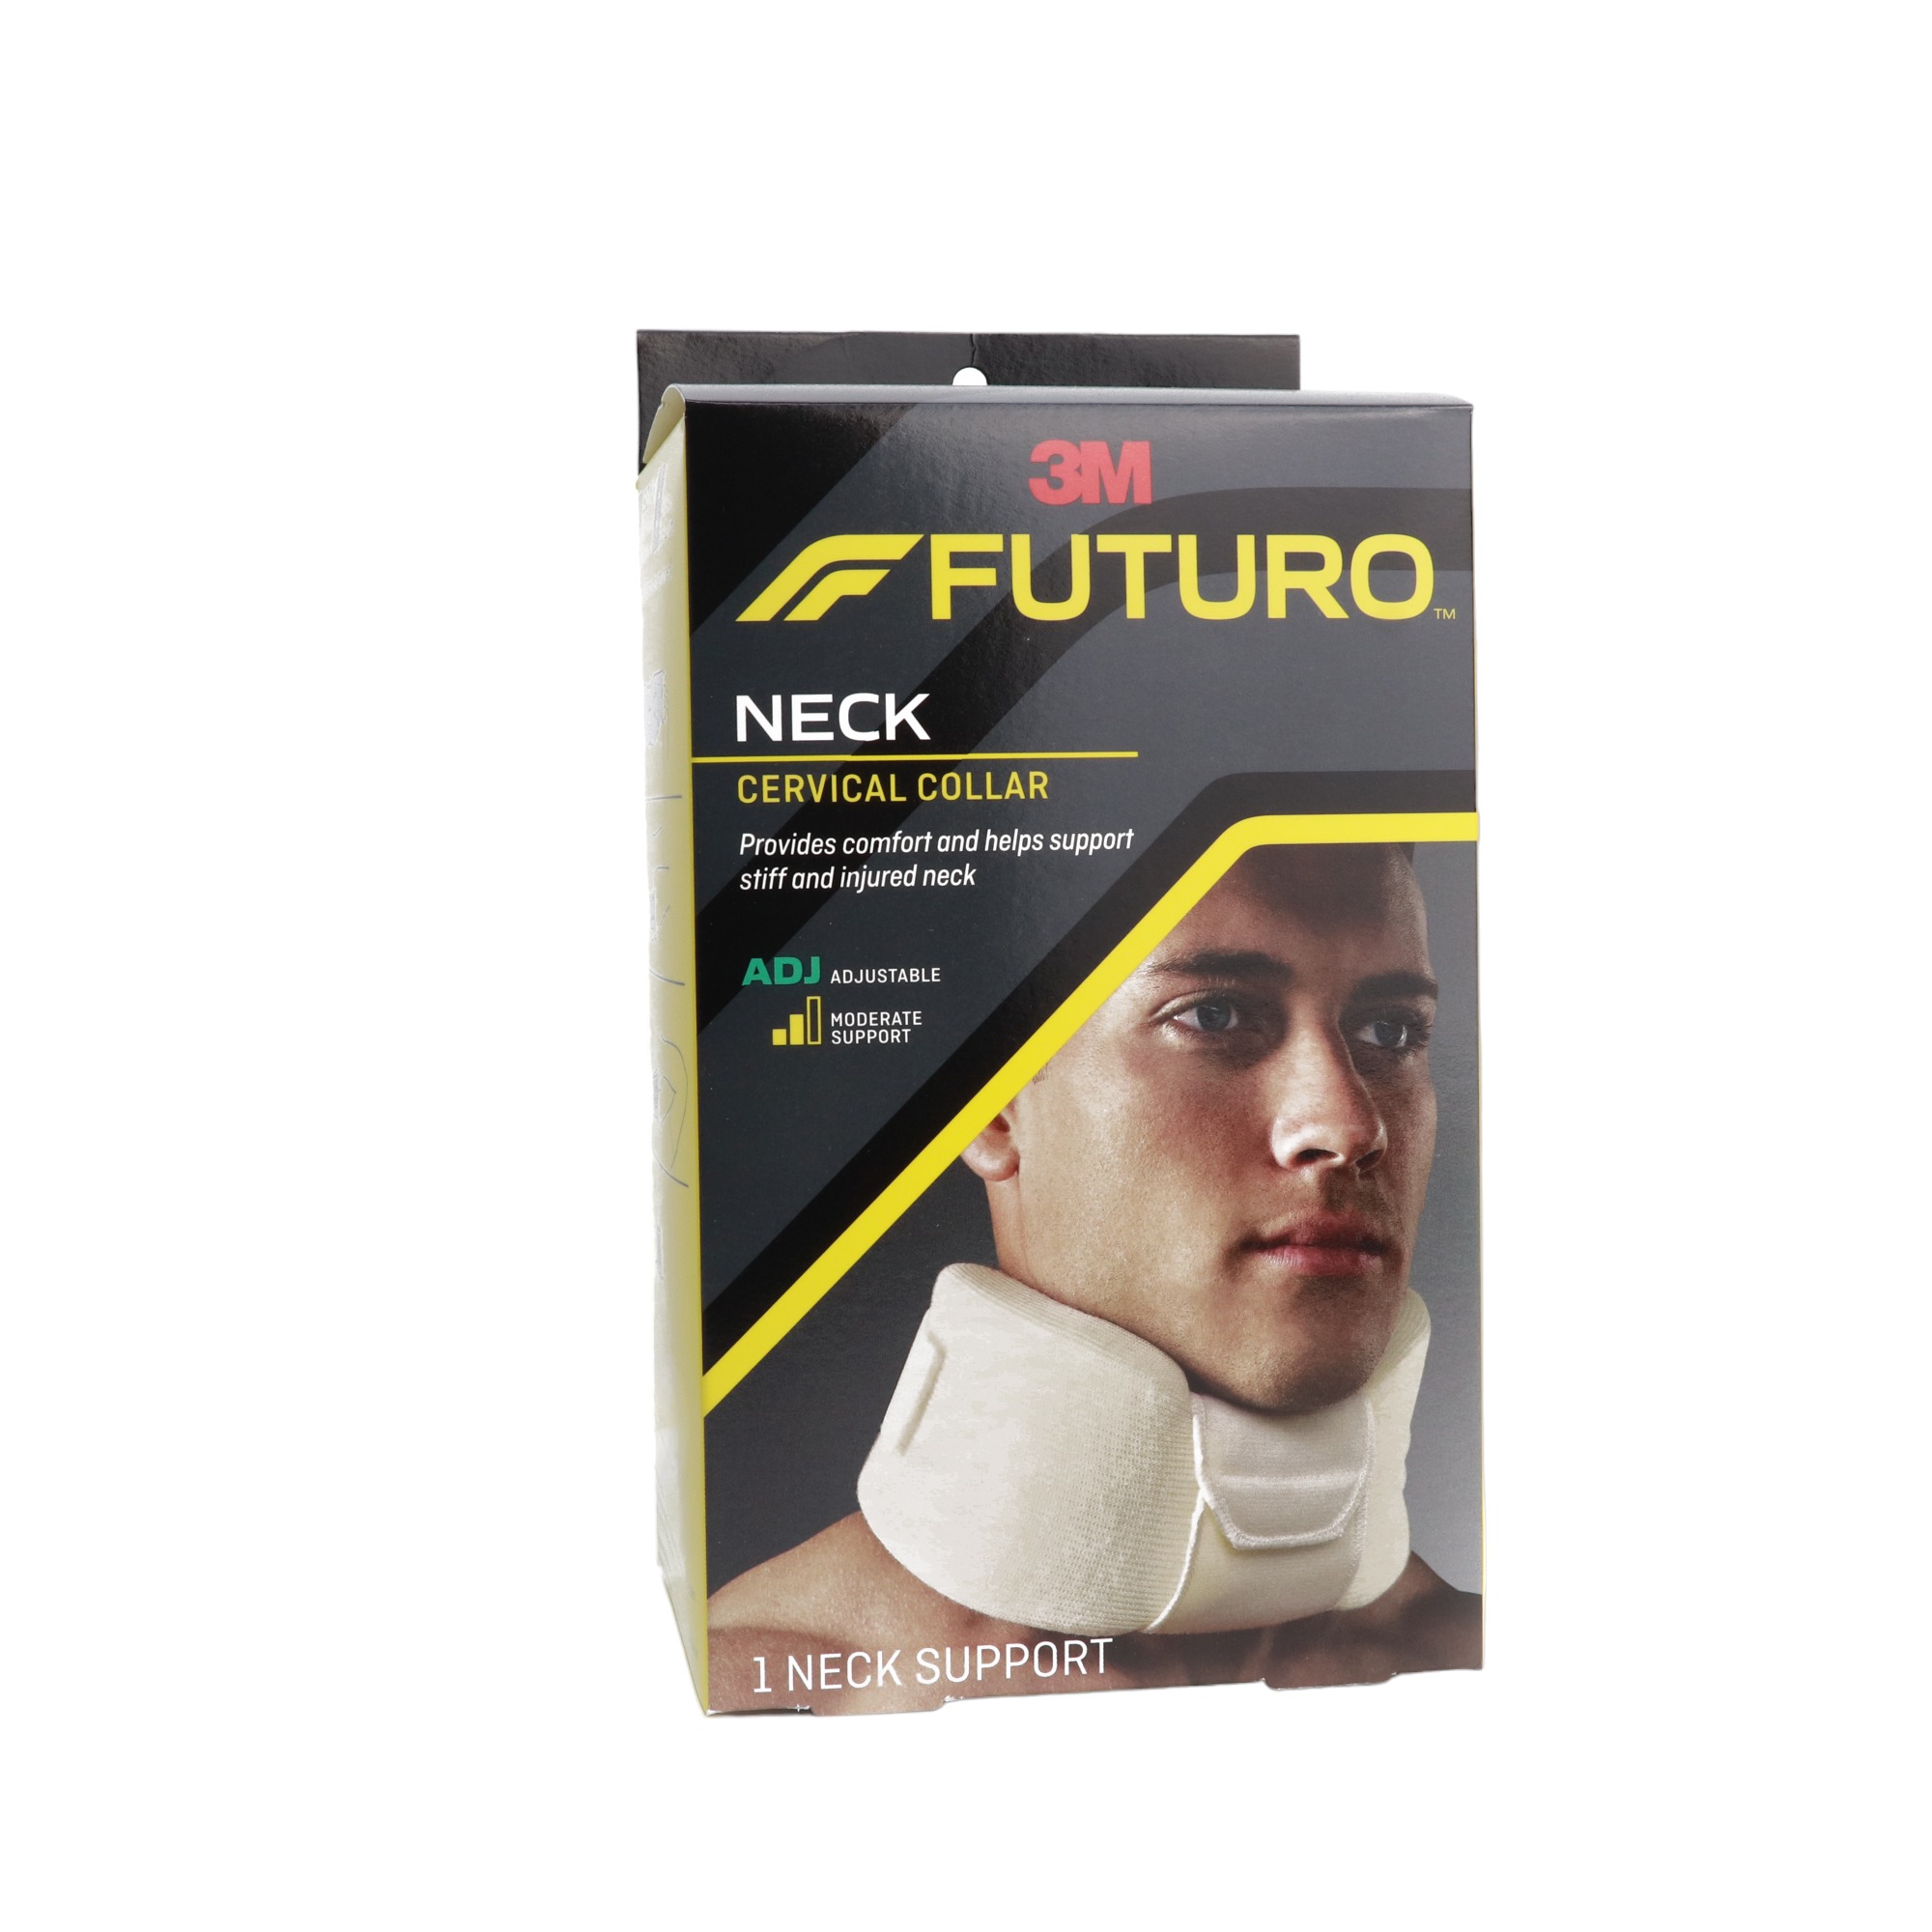 3M
FUTURO™
NECK
CERVICAL COLLAR
Provides comfort and helps support
stiff and injured neck
ADJ ADJUSTABLE
MODERATE
SUPPORT
1 NECK SUPPORT